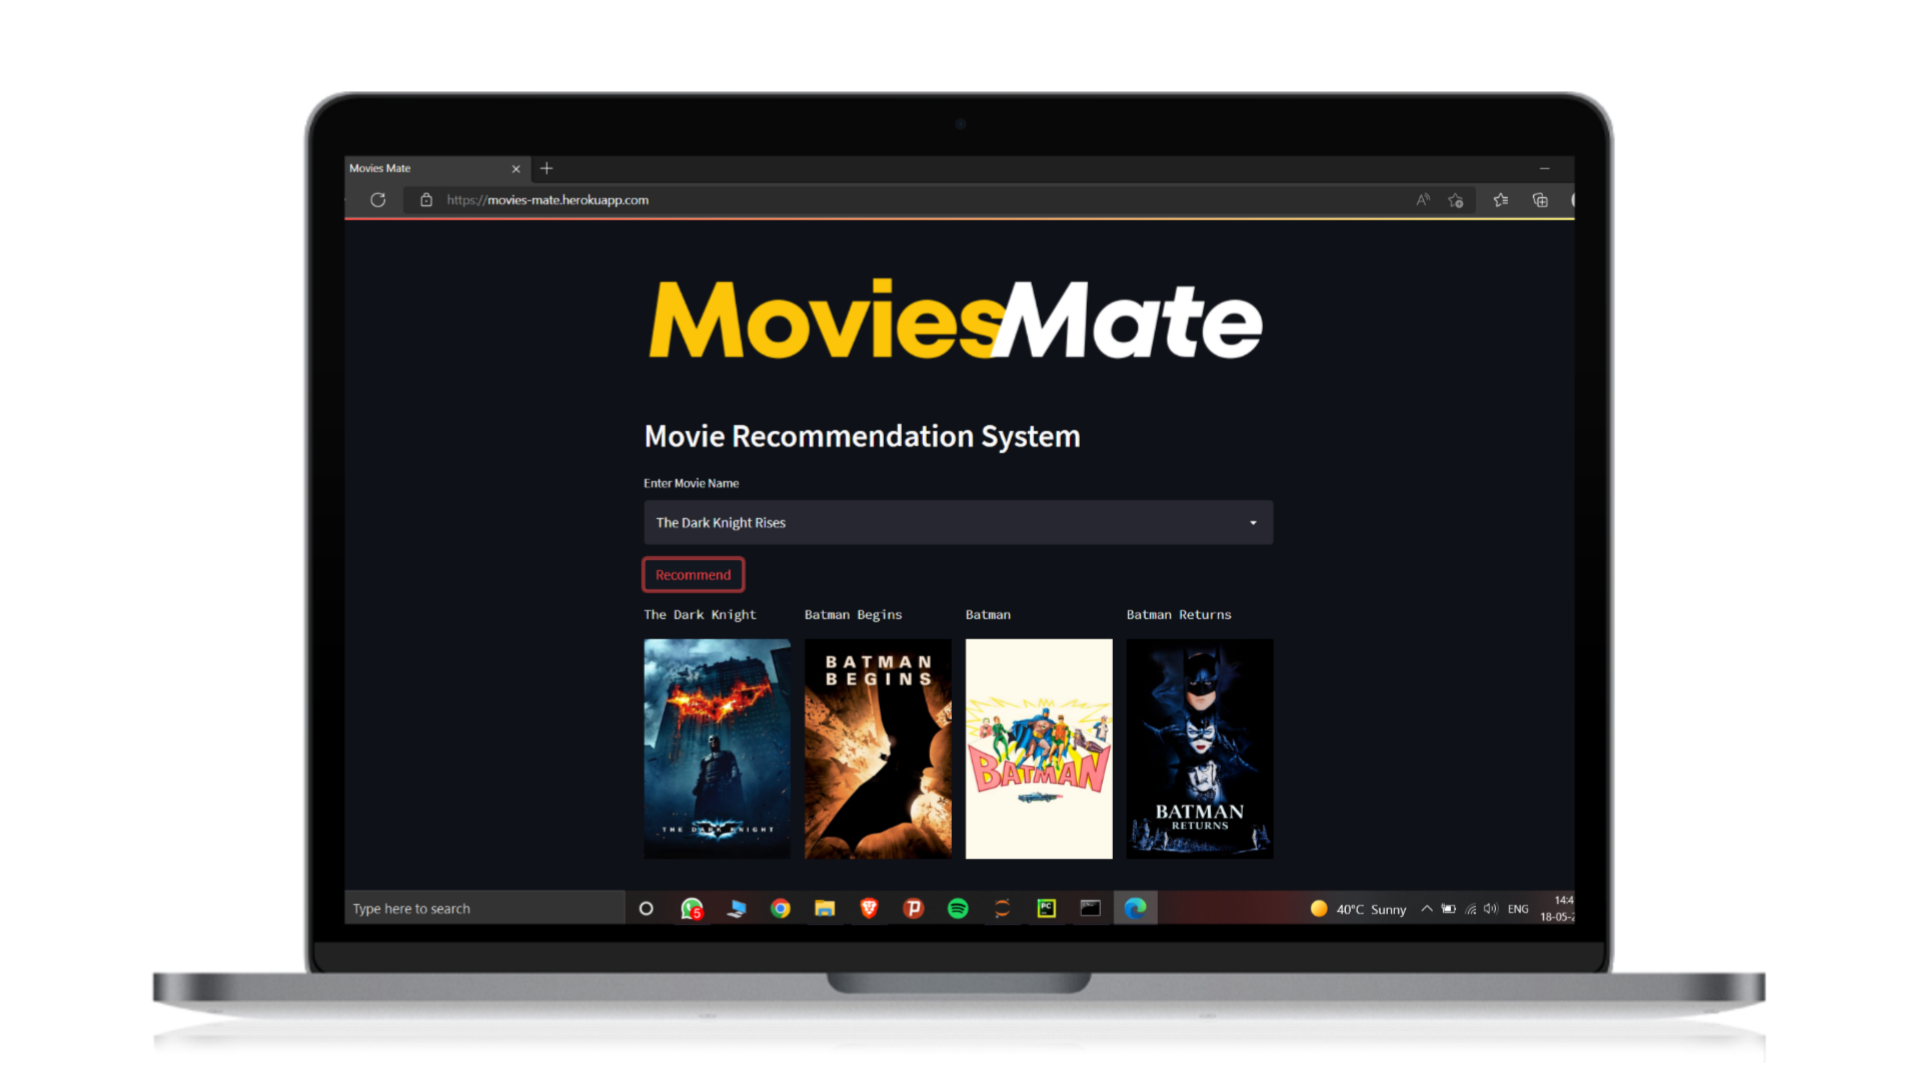 Movies Mate
https://movies-mate.herokuapp.com
MoviesMate
Movie Recommendation System
Enter Movie Name
The Dark Knight Rises
Recommend
The Dark Knight Batman Begins Batman Batman Returns
BATMAN
BEGINS
BATMAN
BATMAN
RETURNS
THE DARK KNIGHT
Type here to search
PC
5
40°C Sunny
ENG
14:4
18-05-2